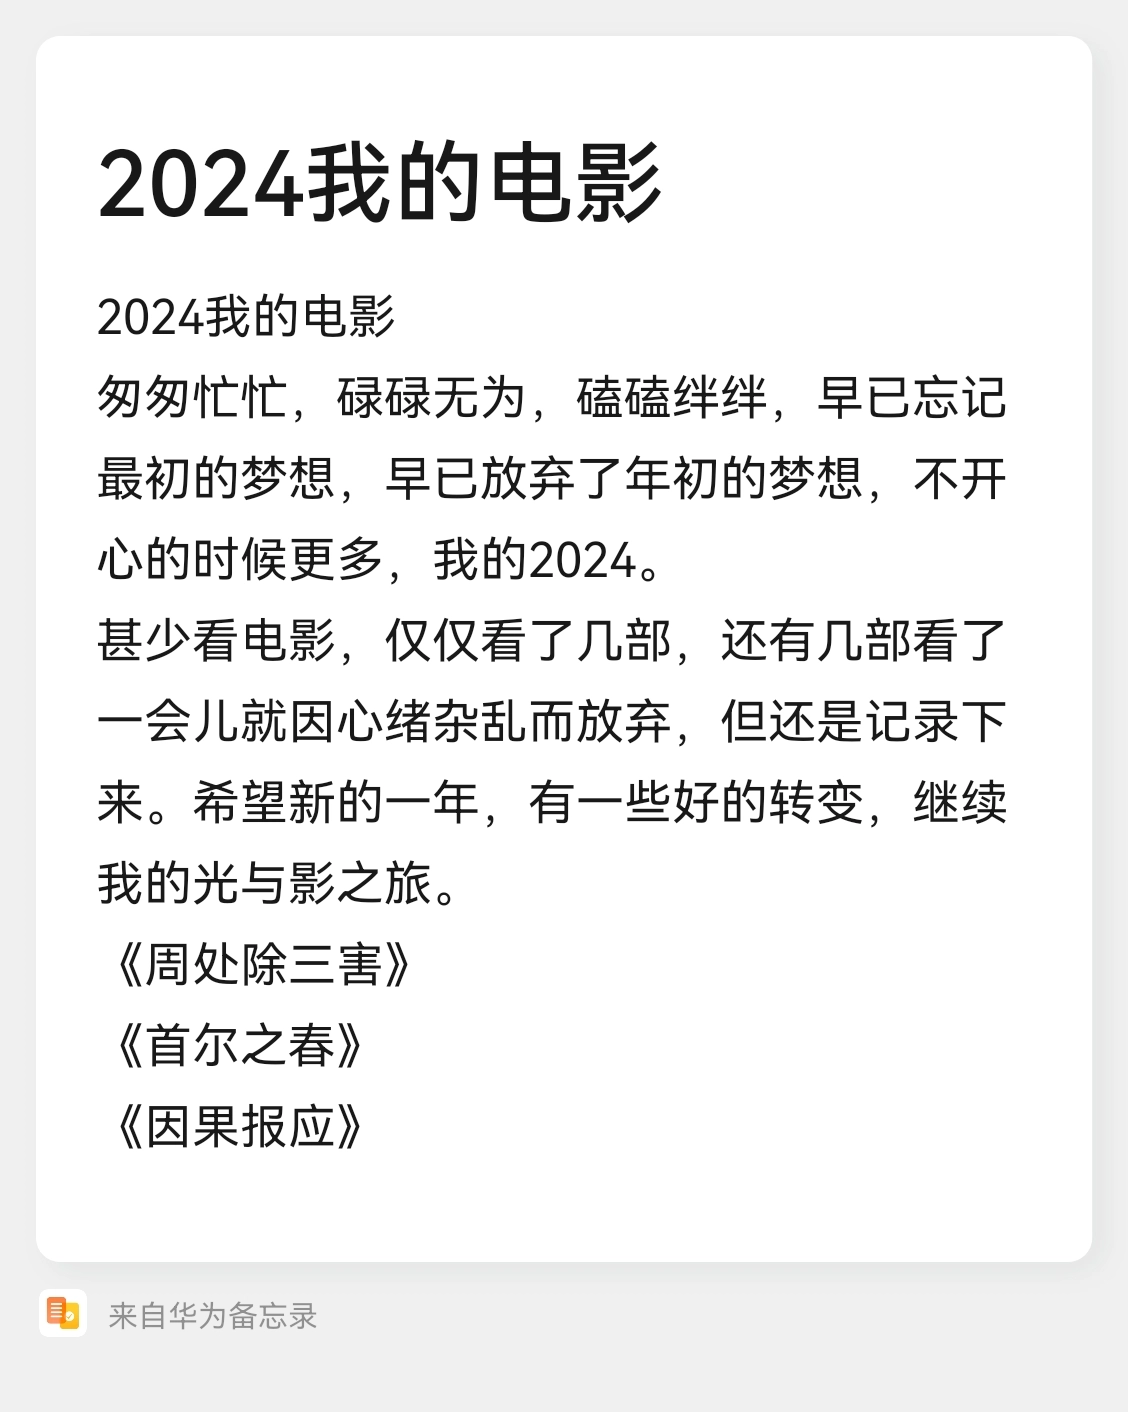 2024我的电影
2024我的电影
匆匆忙忙，碌碌无为，磕磕绊绊，早已忘记
最初的梦想，早已放弃了年初的梦想，不开
心的时候更多，我的2024。
甚少看电影，仅仅看了几部，还有几部看了
一会儿就因心绪杂乱而放弃，但还是记录下
来。希望新的一年，有一些好的转变，继续
我的光与影之旅。
《周处除三害》
《首尔之春》
《因果报应》
来自华为备忘录